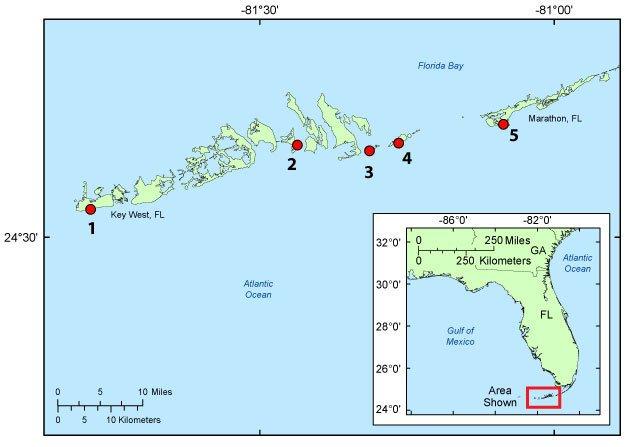 -81°30'
-81°00'
Florida Bay
Marathon, FL
5
2
3
4
Key West, FL
1
24°30'
Atlantic
Ocean
0 5 10 Miles
0 5 10 Kilometers
-86°0'
-82°0'
32°0'
0 250 Miles
0 250 Kilometers
GA
Atlantic
Ocean
30°0'
FL
28°0'
Gulf of
Mexico
26°0'
Area
Shown
24°0'